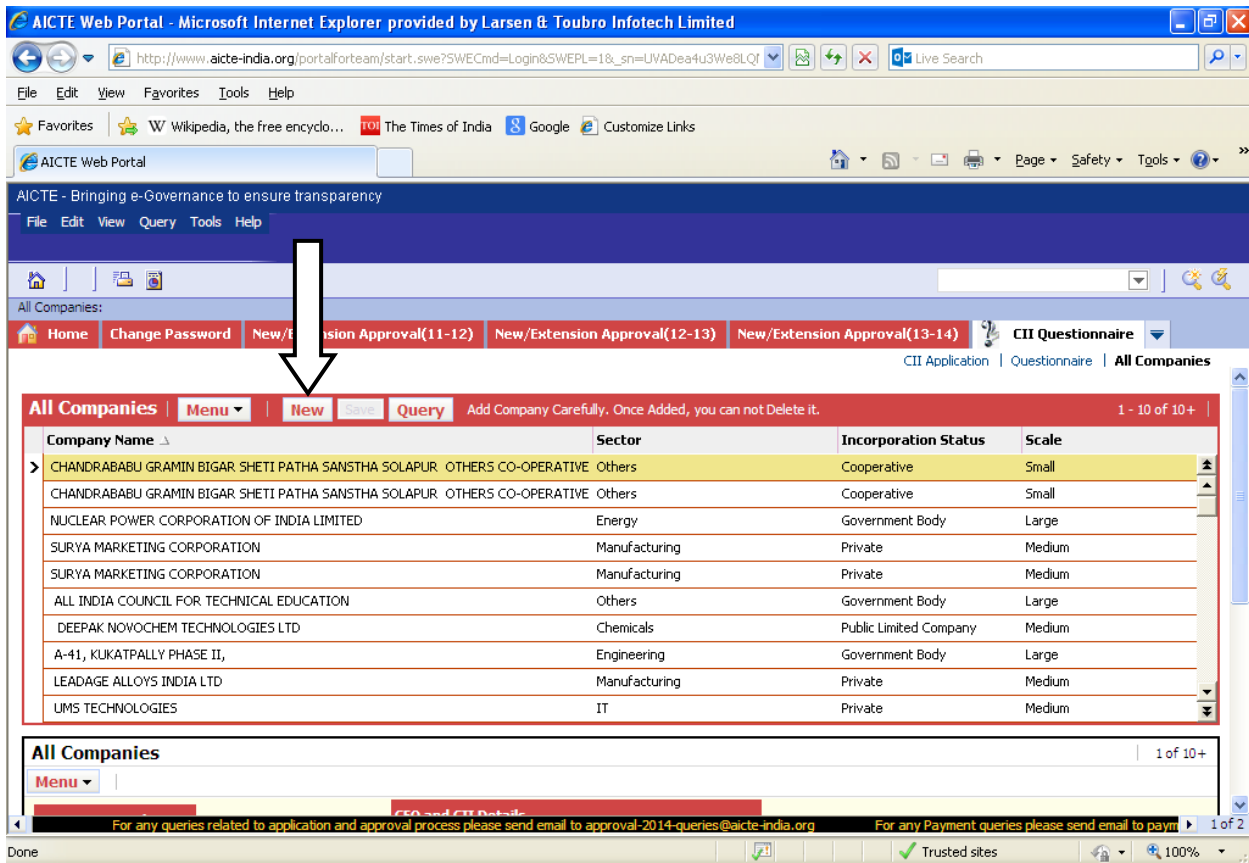 AICTE Web Portal - Microsoft Internet Explorer provided by Larsen & Toubro Infotech Limited
http://www.aicte-india.org/portalforteam/start.swe?SWECmd=Login&SWEPL=1&_sn=UVADea4u3We8LQf Live Search
File Edit View Favorites Tools Help
Favorites W Wikipedia, the free encyclo... TOI The Times of India 8 Google Customize Links
AICTE Web Portal Page Safety Tools »
AICTE - Bringing e-Governance to ensure transparency
File Edit View Query Tools Help
All Companies:
Home Change Password New/E nsion Approval(11-12) New/Extension Approval(12-13) New/Extension Approval(13-14) CII Questionnaire
CII Application | Questionnaire | All Companies
All Companies | Menu | New Save Query Add Company Carefully. Once Added, you can not Delete it. 1 - 10 of 10+
Company Name Sector Incorporation Status Scale
CHANDRABABU GRAMIN BIGAR SHETI PATHA SANSTHA SOLAPUR OTHERS CO-OPERATIVE Others Cooperative Small
CHANDRABABU GRAMIN BIGAR SHETI PATHA SANSTHA SOLAPUR OTHERS CO-OPERATIVE Others Cooperative Small
NUCLEAR POWER CORPORATION OF INDIA LIMITED Energy Government Body Large
SURYA MARKETING CORPORATION Manufacturing Private Medium
SURYA MARKETING CORPORATION Manufacturing Private Medium
ALL INDIA COUNCIL FOR TECHNICAL EDUCATION Others Government Body Large
DEEPAK NOVOCHEM TECHNOLOGIES LTD Chemicals Public Limited Company Medium
A-41, KUKATPALLY PHASE II, Engineering Government Body Large
LEADAGE ALLOYS INDIA LTD Manufacturing Private Medium
UMS TECHNOLOGIES IT Private Medium
All Companies 1 of 10+
Menu
CEO and CII Details
For any queries related to application and approval process please send email to approval-2014-queries@aicte-india.org For any Payment queries please send email to paym 1 of 2
Done Trusted sites 100%